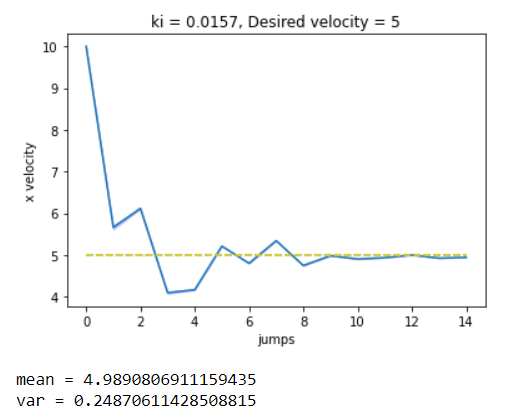 ki = 0.0157, Desired velocity = 5
10
9
8
7
6
5
4
x velocity
0 2 4 6 8 10 12 14
jumps
mean = 4.9890806911159435
var = 0.24870611428508815